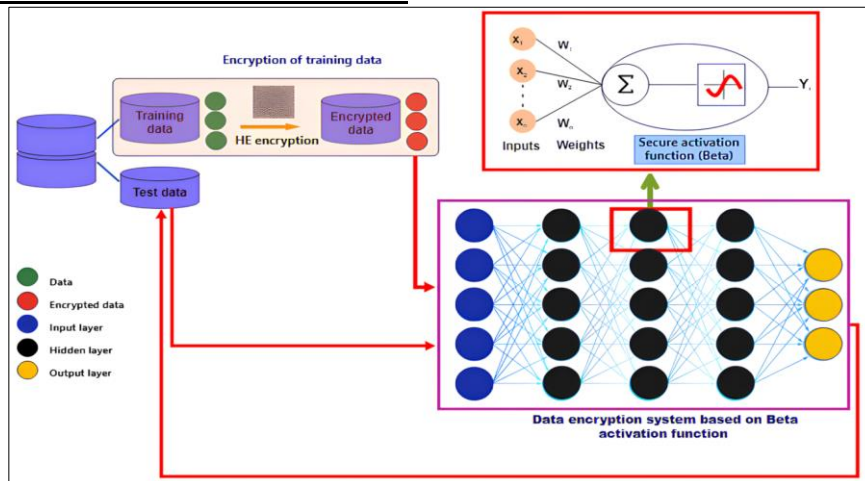 Encryption of training data
Training
data
HE encryption
Encrypted
data
Test data
X1
X2
Xn
W1
W2
Wn
Σ
Y
Inputs
Weights
Secure activation
function (Beta)
Data
Encrypted data
Input layer
Hidden layer
Output layer
Data encryption system based on Beta
activation function